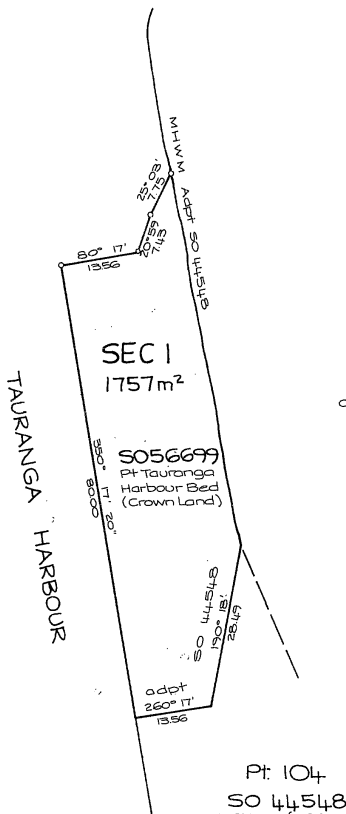 MHWM Adpt SO 44548
25° 03'
7.75
20° 59'
7.43
80° 17'
13.56
SEC 1
1757m²
SO56699
Pt Tauranga
Harbour Bed
(Crown Land)
350° 17' 20"
80.00
TAURANGA HARBOUR
SO 44548
190° 18'
28.49
adpt
260° 17'
13.56
Pt. 104
SO 44548